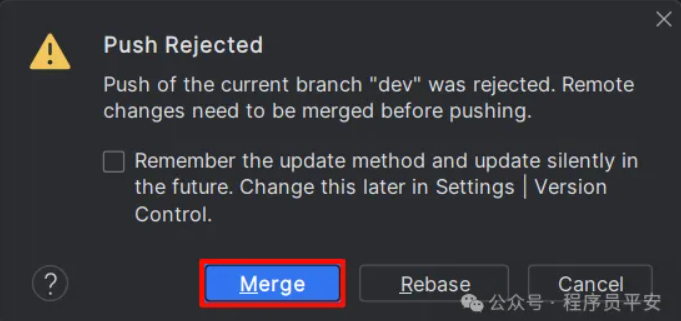 Push Rejected
Push of the current branch "dev" was rejected. Remote
changes need to be merged before pushing.
Remember the update method and update silently in
the future. Change this later in Settings | Version
Control.
?
Merge
Rebase
Cancel
公众号 · 程序员平安